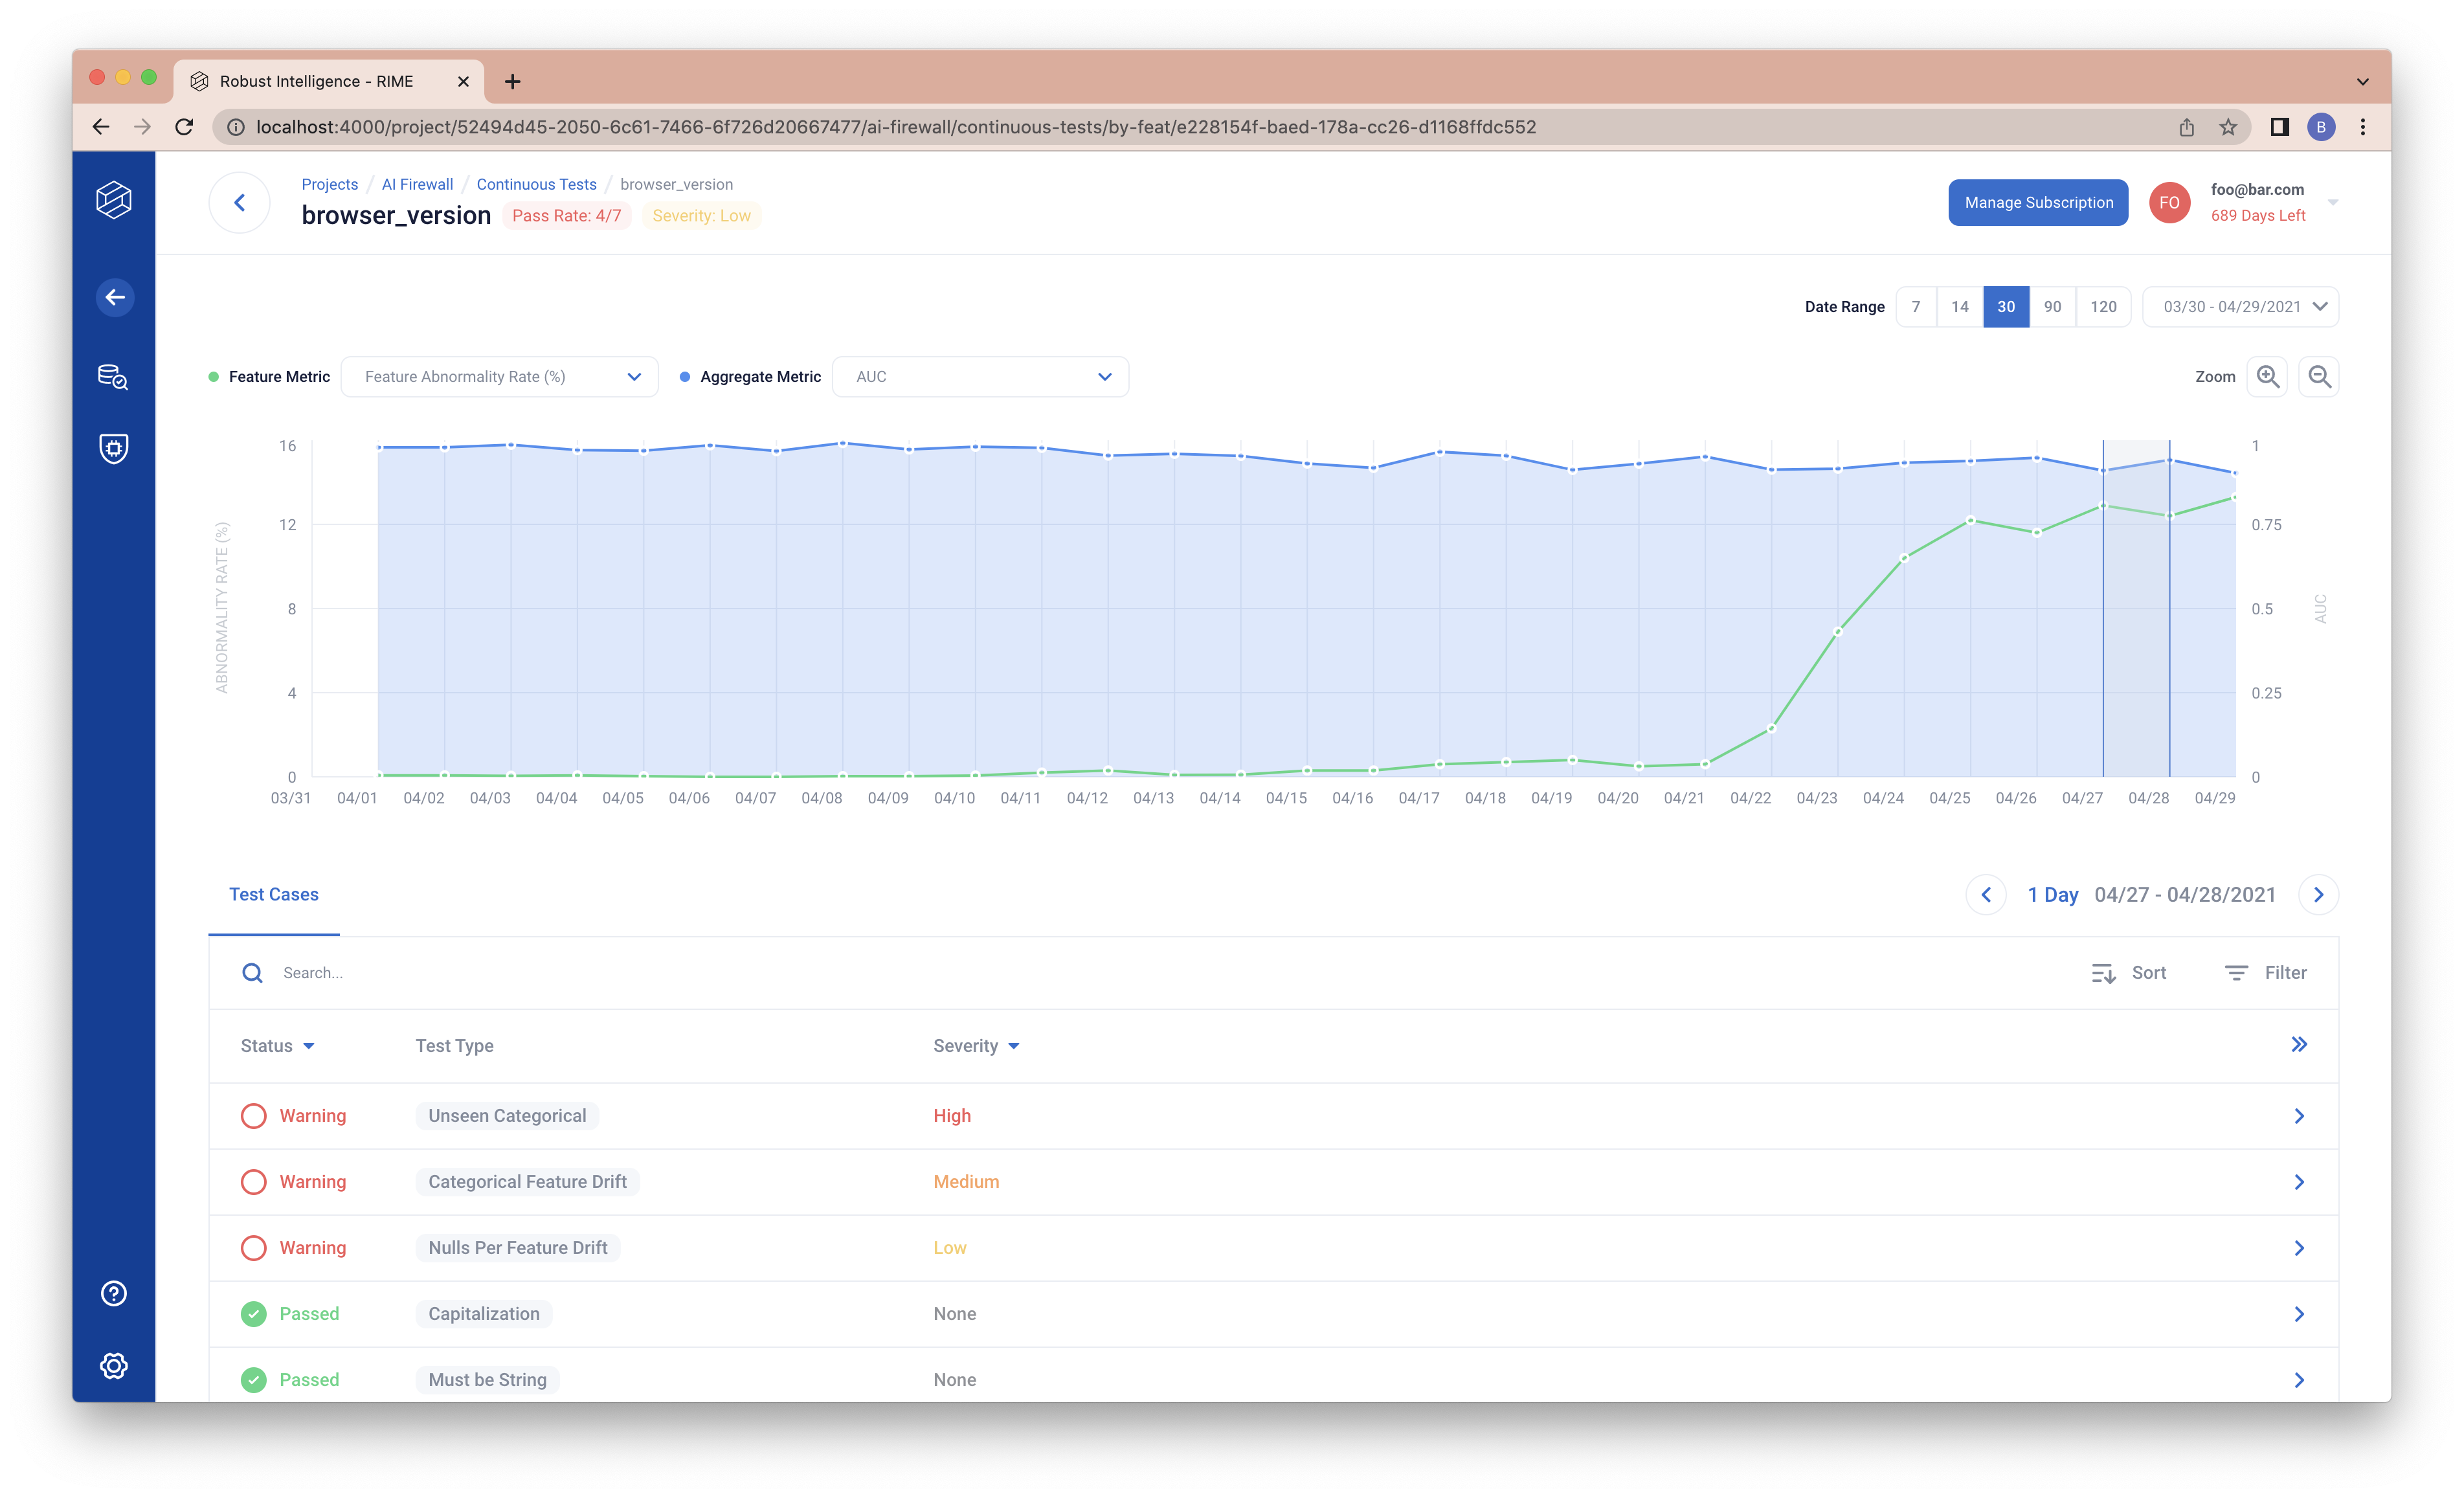 Robust Intelligence - RIME
localhost:4000/project/52494d45-2050-6c61-7466-6f726d20667477/ai-firewall/continuous-tests/by-feat/e228154f-baed-178a-cc26-d1168ffdc552
B
Projects / AI Firewall / Continuous Tests / browser_version
browser_version Pass Rate: 4/7 Severity: Low
Manage Subscription
FO
foo@bar.com
689 Days Left
Date Range 7 14 30 90 120 03/30 - 04/29/2021
Feature Metric Feature Abnormality Rate (%) Aggregate Metric AUC Zoom
ABNORMALITY RATE (%)
16
12
8
4
0
1
0.75
0.5
0.25
0
AUC
03/31 04/01 04/02 04/03 04/04 04/05 04/06 04/07 04/08 04/09 04/10 04/11 04/12 04/13 04/14 04/15 04/16 04/17 04/18 04/19 04/20 04/21 04/22 04/23 04/24 04/25 04/26 04/27 04/28 04/29
Test Cases 1 Day 04/27 - 04/28/2021
Search... Sort Filter
Status Test Type Severity
Warning Unseen Categorical High
Warning Categorical Feature Drift Medium
Warning Nulls Per Feature Drift Low
Passed Capitalization None
Passed Must be String None